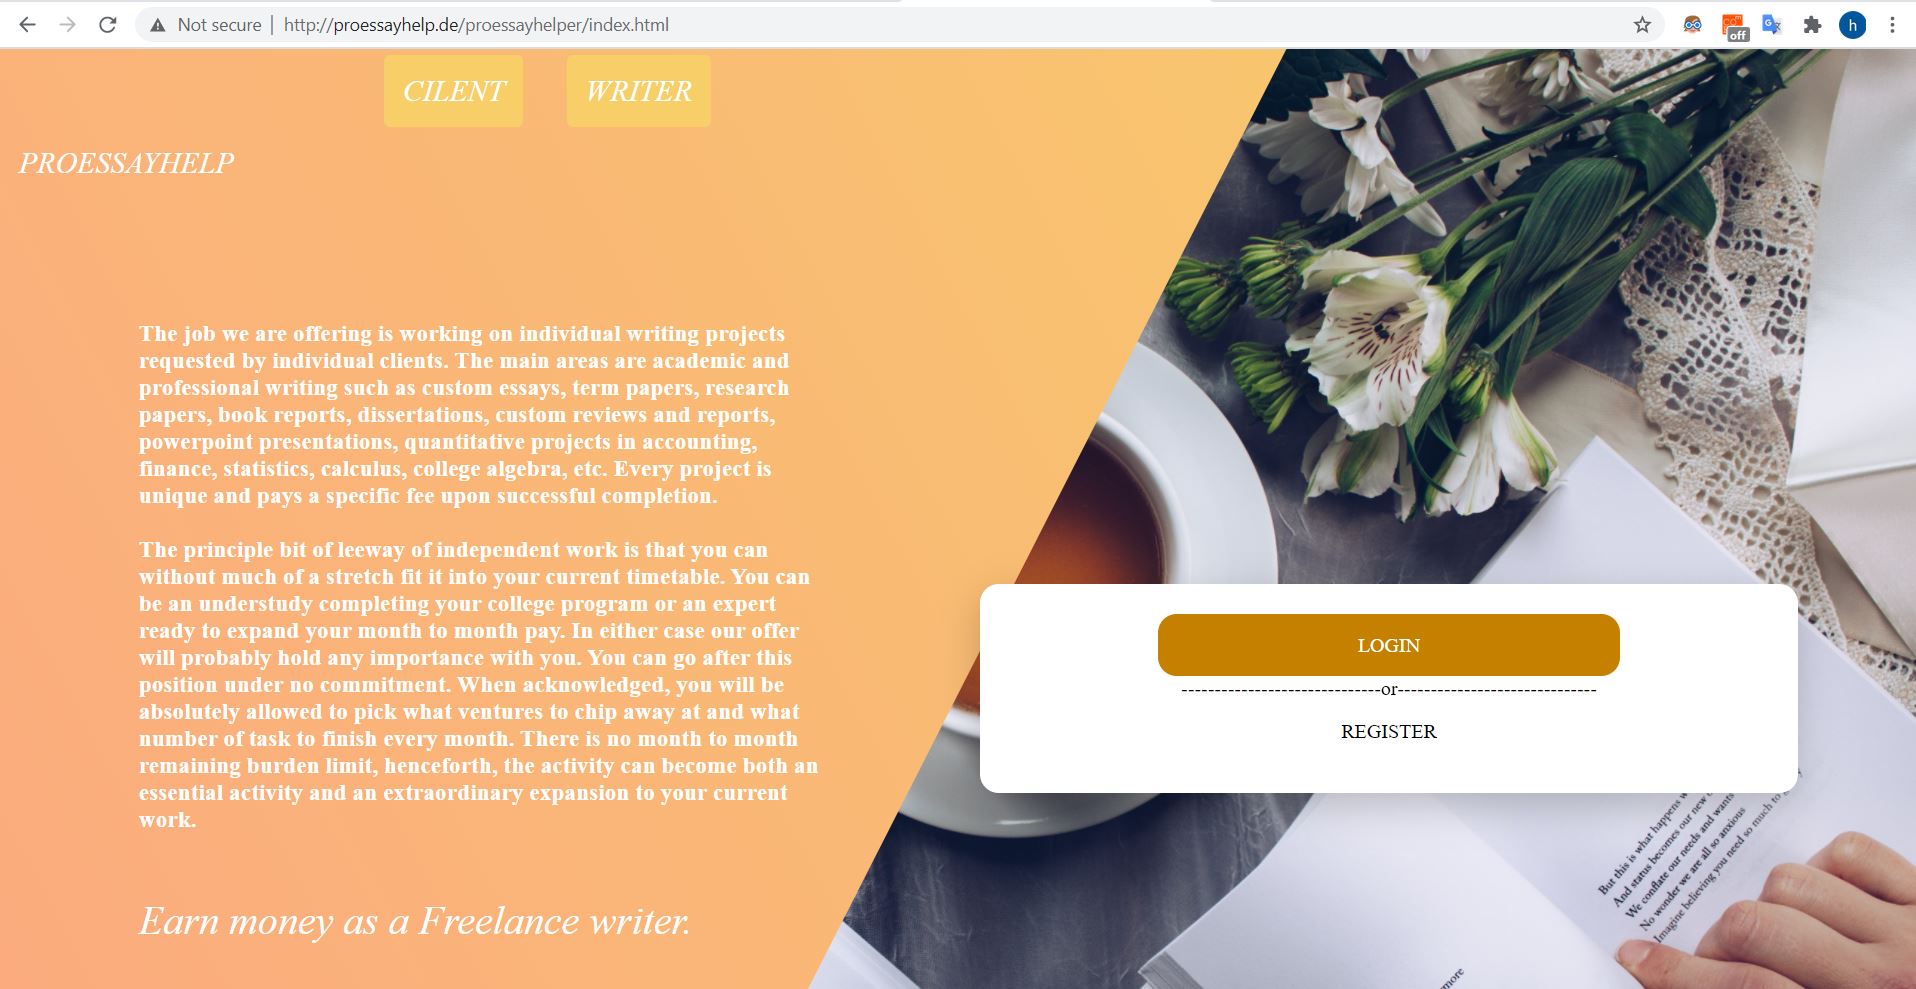 Not secure | http://proessayhelp.de/proessayhelper/index.html
off
h
CILENT WRITER
PROESSAYHELP
The job we are offering is working on individual writing projects
requested by individual clients. The main areas are academic and
professional writing such as custom essays, term papers, research
papers, book reports, dissertations, custom reviews and reports,
powerpoint presentations, quantitative projects in accounting,
finance, statistics, calculus, college algebra, etc. Every project is
unique and pays a specific fee upon successful completion.
The principle bit of leeway of independent work is that you can
without much of a stretch fit it into your current timetable. You can
be an understudy completing your college program or an expert
ready to expand your month to month pay. In either case our offer
will probably hold any importance with you. You can go after this
position under no commitment. When acknowledged, you will be
absolutely allowed to pick what ventures to chip away at and what
number of task to finish every month. There is no month to month
remaining burden limit, henceforth, the activity can become both an
essential activity and an extraordinary expansion to your current
work.
Earn money as a Freelance writer.
LOGIN
------------------------------or------------------------------
REGISTER
But this is what happens
And status becomes our new
We conflate our needs and wants
No wonder we are all so anxious
Imagine believing you need so much to
more